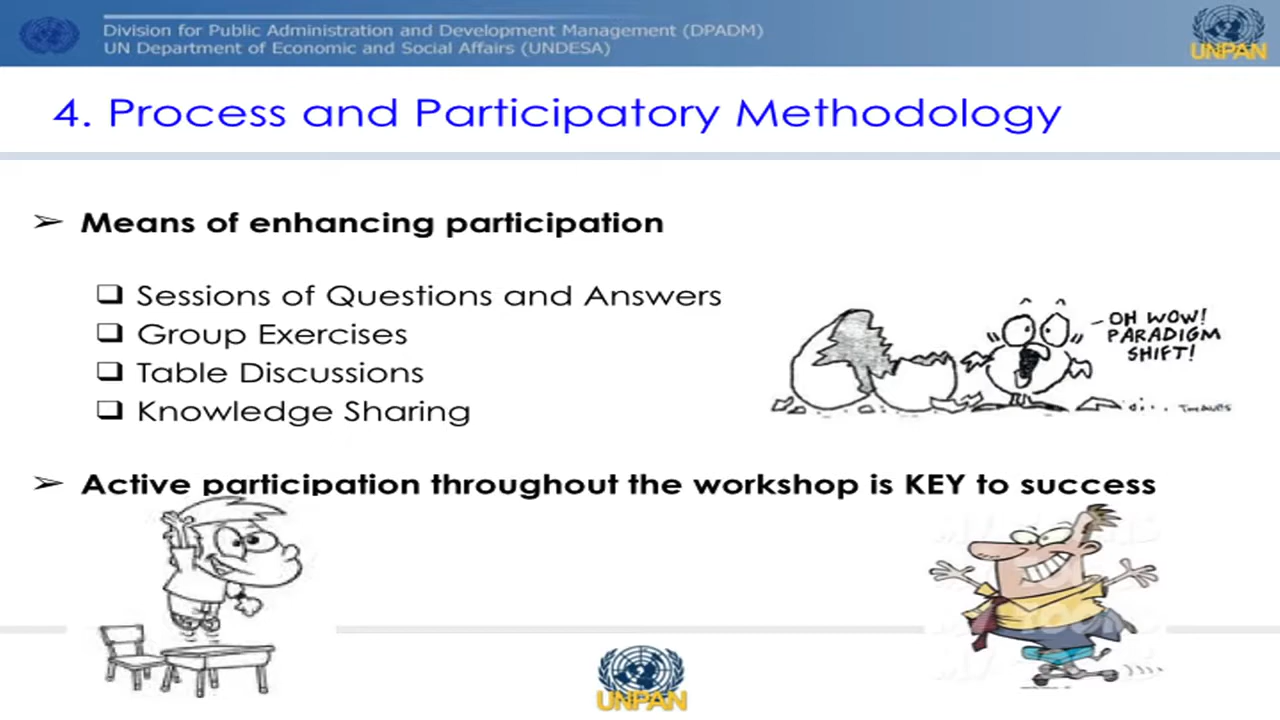 Division for Public Administration and Development Management (DPADM)
UN Department of Economic and Social Affairs (UNDESA)
UNPAN
4. Process and Participatory Methodology
➢ Means of enhancing participation
❑ Sessions of Questions and Answers
❑ Group Exercises
❑ Table Discussions
❑ Knowledge Sharing
- OH WOW!
PARADIGM
SHIFT!
➢ Active participation throughout the workshop is KEY to success
UNPAN